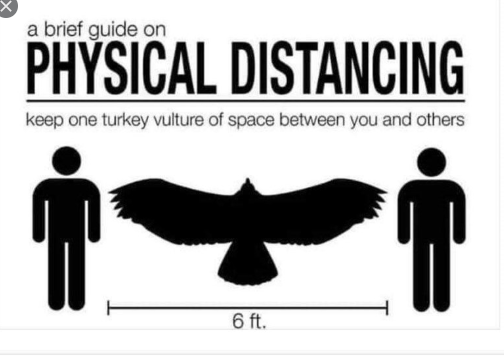 a brief guide on
PHYSICAL DISTANCING
keep one turkey vulture of space between you and others
6 ft.